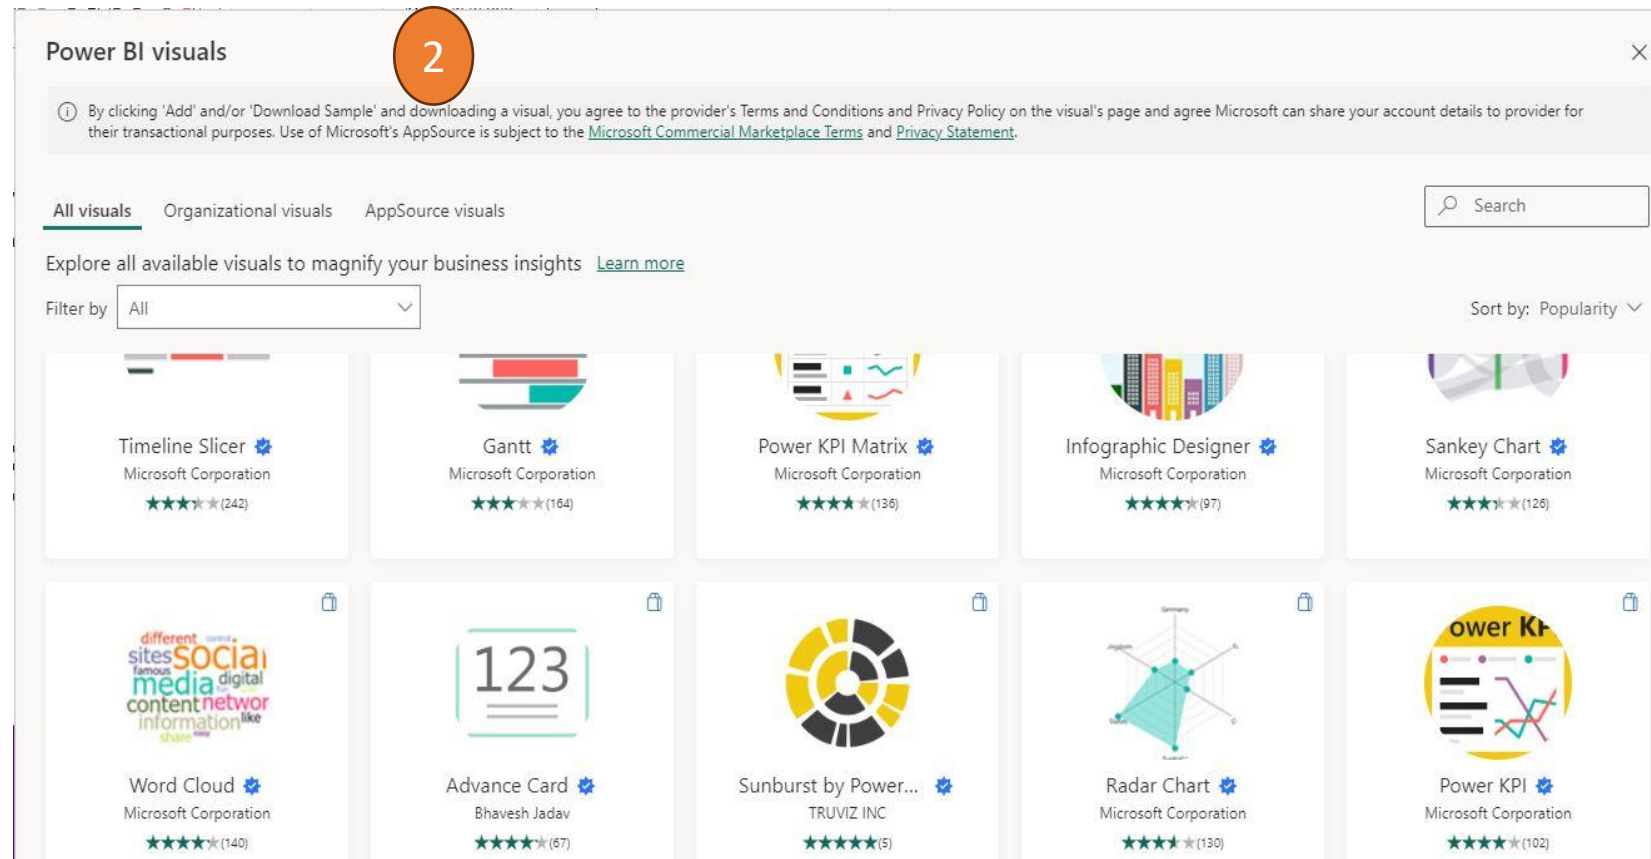 Power BI visuals
2
By clicking 'Add' and/or 'Download Sample' and downloading a visual, you agree to the provider's Terms and Conditions and Privacy Policy on the visual's page and agree Microsoft can share your account details to provider for
their transactional purposes. Use of Microsoft's AppSource is subject to the Microsoft Commercial Marketplace Terms and Privacy Statement.
All visuals Organizational visuals AppSource visuals
Search
Explore all available visuals to magnify your business insights Learn more
Filter by All
Sort by: Popularity
Timeline Slicer
Microsoft Corporation
(242)
Gantt
Microsoft Corporation
(164)
Power KPI Matrix
Microsoft Corporation
(136)
Infographic Designer
Microsoft Corporation
(97)
Sankey Chart
Microsoft Corporation
(126)
different
sites social
famous
media digital
content networ
information like
share easy
Word Cloud
Microsoft Corporation
(140)
123
Advance Card
Bhavesh Jadav
(67)
Sunburst by Power...
TRUVIZ INC
(5)
Germany
Radar Chart
Microsoft Corporation
(130)
ower KP
Power KPI
Microsoft Corporation
(102)